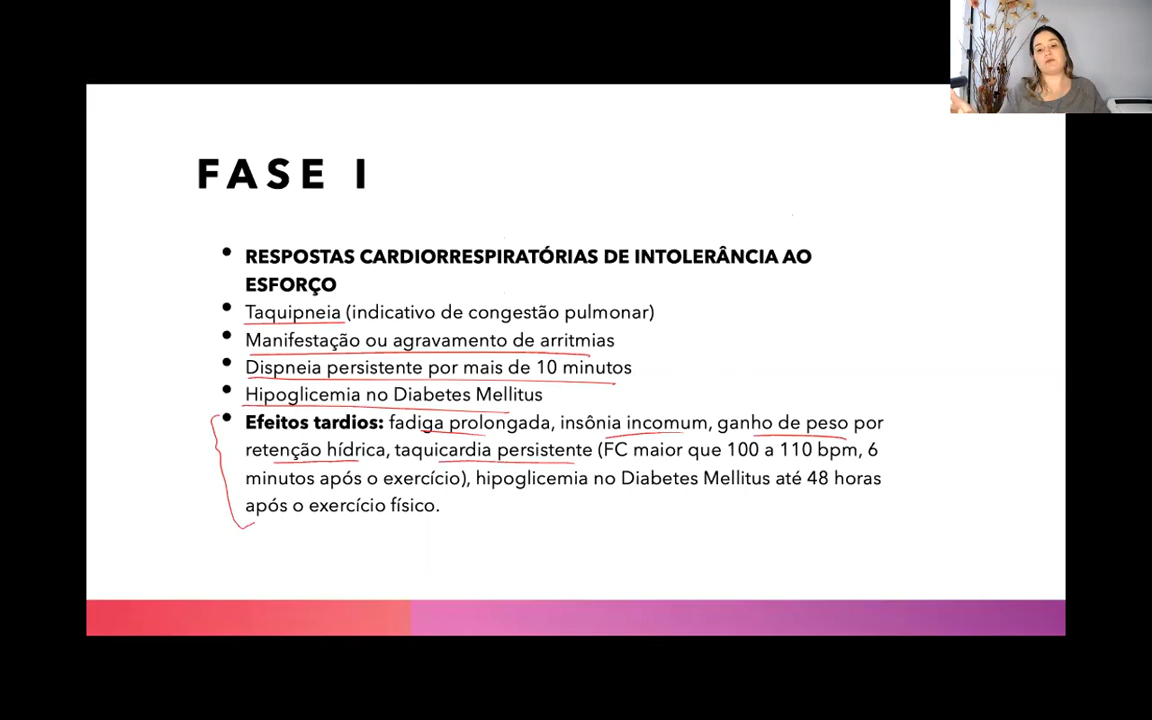 FASE I
• RESPOSTAS CARDIORRESPIRATÓRIAS DE INTOLERÂNCIA AO
ESFORÇO
• Taquipneia (indicativo de congestão pulmonar)
• Manifestação ou agravamento de arritmias
• Dispneia persistente por mais de 10 minutos
• Hipoglicemia no Diabetes Mellitus
• Efeitos tardios: fadiga prolongada, insônia incomum, ganho de peso por
retenção hídrica, taquicardia persistente (FC maior que 100 a 110 bpm, 6
minutos após o exercício), hipoglicemia no Diabetes Mellitus até 48 horas
após o exercício físico.